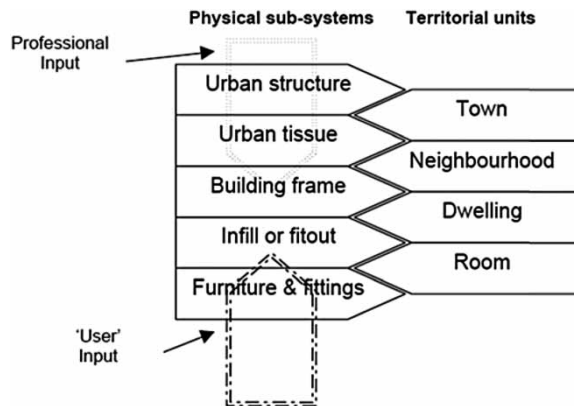 Physical sub-systems
Territorial units
Professional
Input
Urban structure
Town
Urban tissue
Neighbourhood
Building frame
Dwelling
Infill or fitout
Room
Furniture & fittings
‘User’
Input